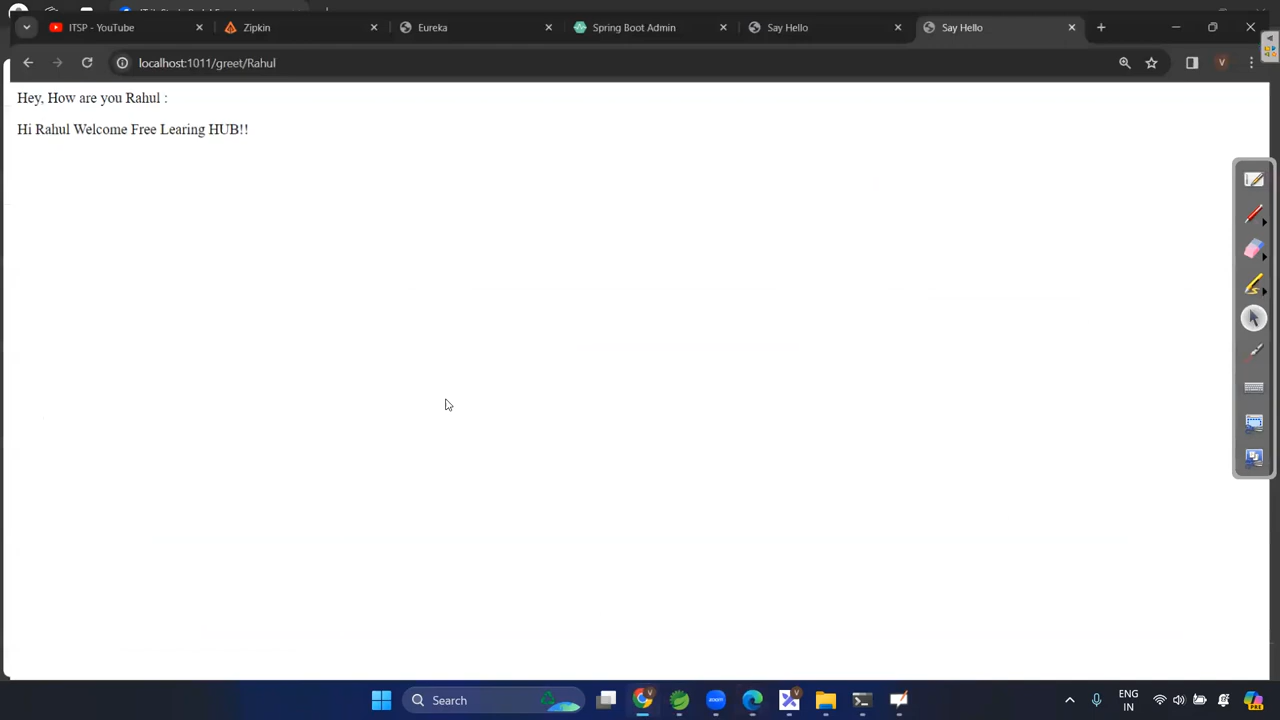 ITSP - YouTube
Zipkin
Eureka
Spring Boot Admin
Say Hello
Say Hello
localhost:1011/greet/Rahul
V
Hey, How are you Rahul :
Hi Rahul Welcome Free Learing HUB!!
Search
ENG
IN